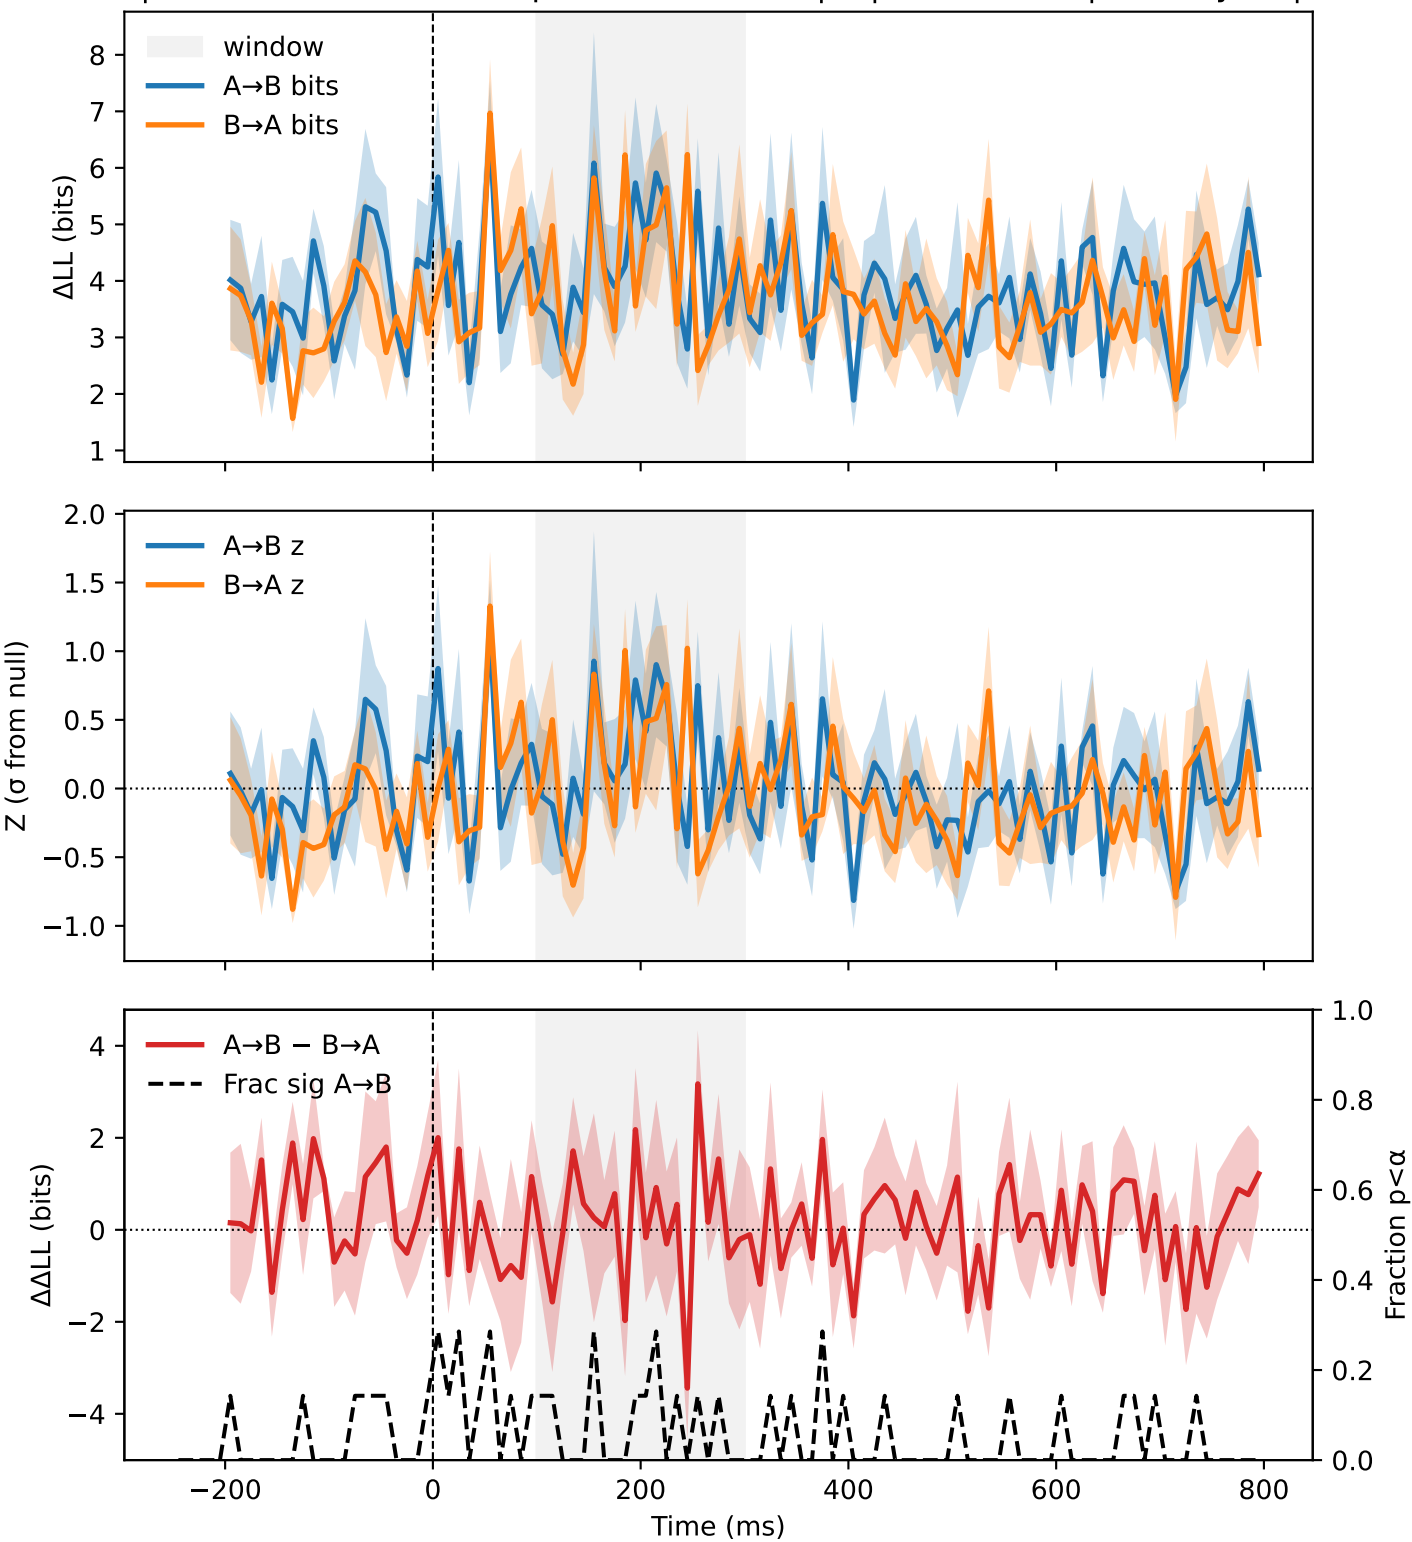 8
7
6
5
4
3
2
1
ΔLL (bits)
window
A→B bits
B→A bits
2.0
1.5
1.0
0.5
0.0
−0.5
−1.0
Z (σ from null)
A→B z
B→A z
4
2
0
−2
−4
ΔΔLL (bits)
A→B − B→A
Frac sig A→B
1.0
0.8
0.6
0.4
0.2
0.0
Fraction p<α
−200
0
200
400
600
800
Time (ms)